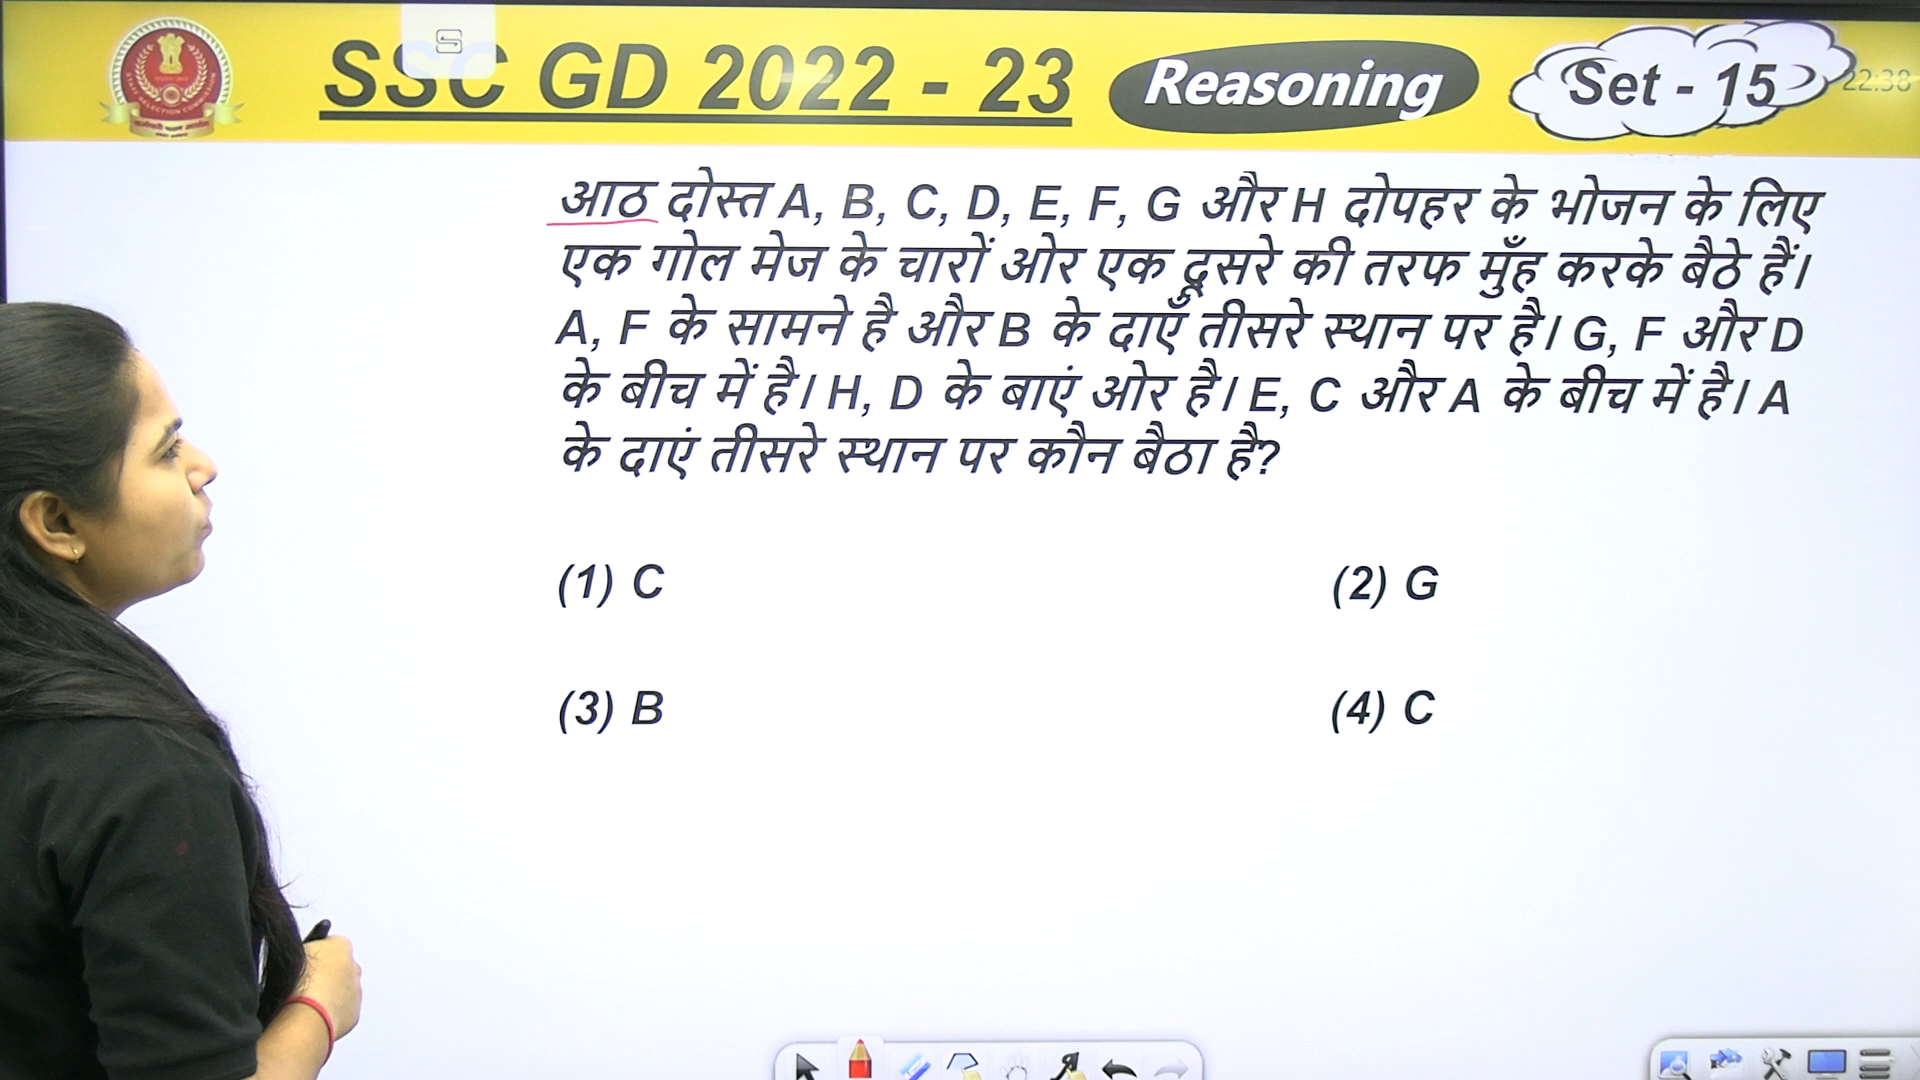 SSC GD 2022 - 23
Reasoning
Set - 15
22:38
आठ दोस्त A, B, C, D, E, F, G और H दोपहर के भोजन के लिए
एक गोल मेज के चारों ओर एक दूसरे की तरफ मुँह करके बैठे हैं।
A, F के सामने है और B के दाएँ तीसरे स्थान पर है। G, F और D
के बीच में है। H, D के बाएं ओर है। E, C और A के बीच में है। A
के दाएं तीसरे स्थान पर कौन बैठा है?
(1) C
(2) G
(3) B
(4) C